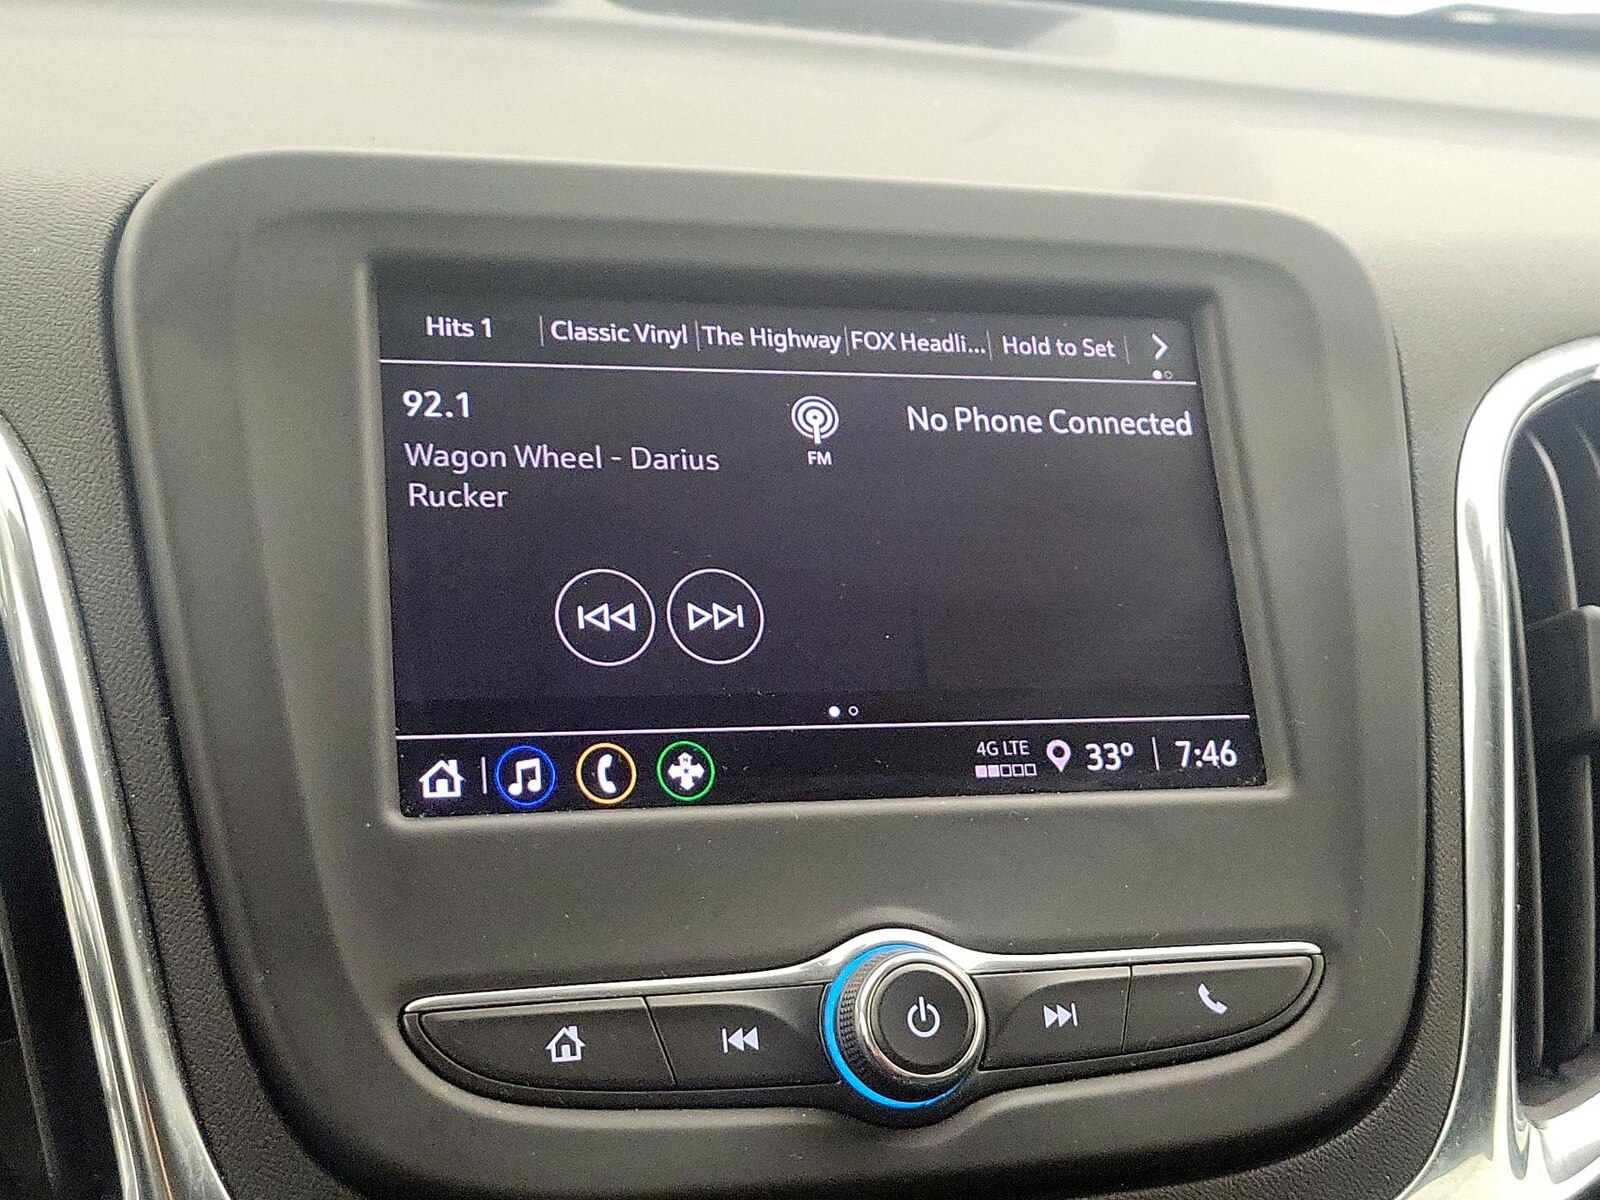 Hits 1
Classic Vinyl
The Highway
FOX Headli...
Hold to Set
92.1
Wagon Wheel - Darius
Rucker
FM
No Phone Connected
4G LTE
33°
7:46